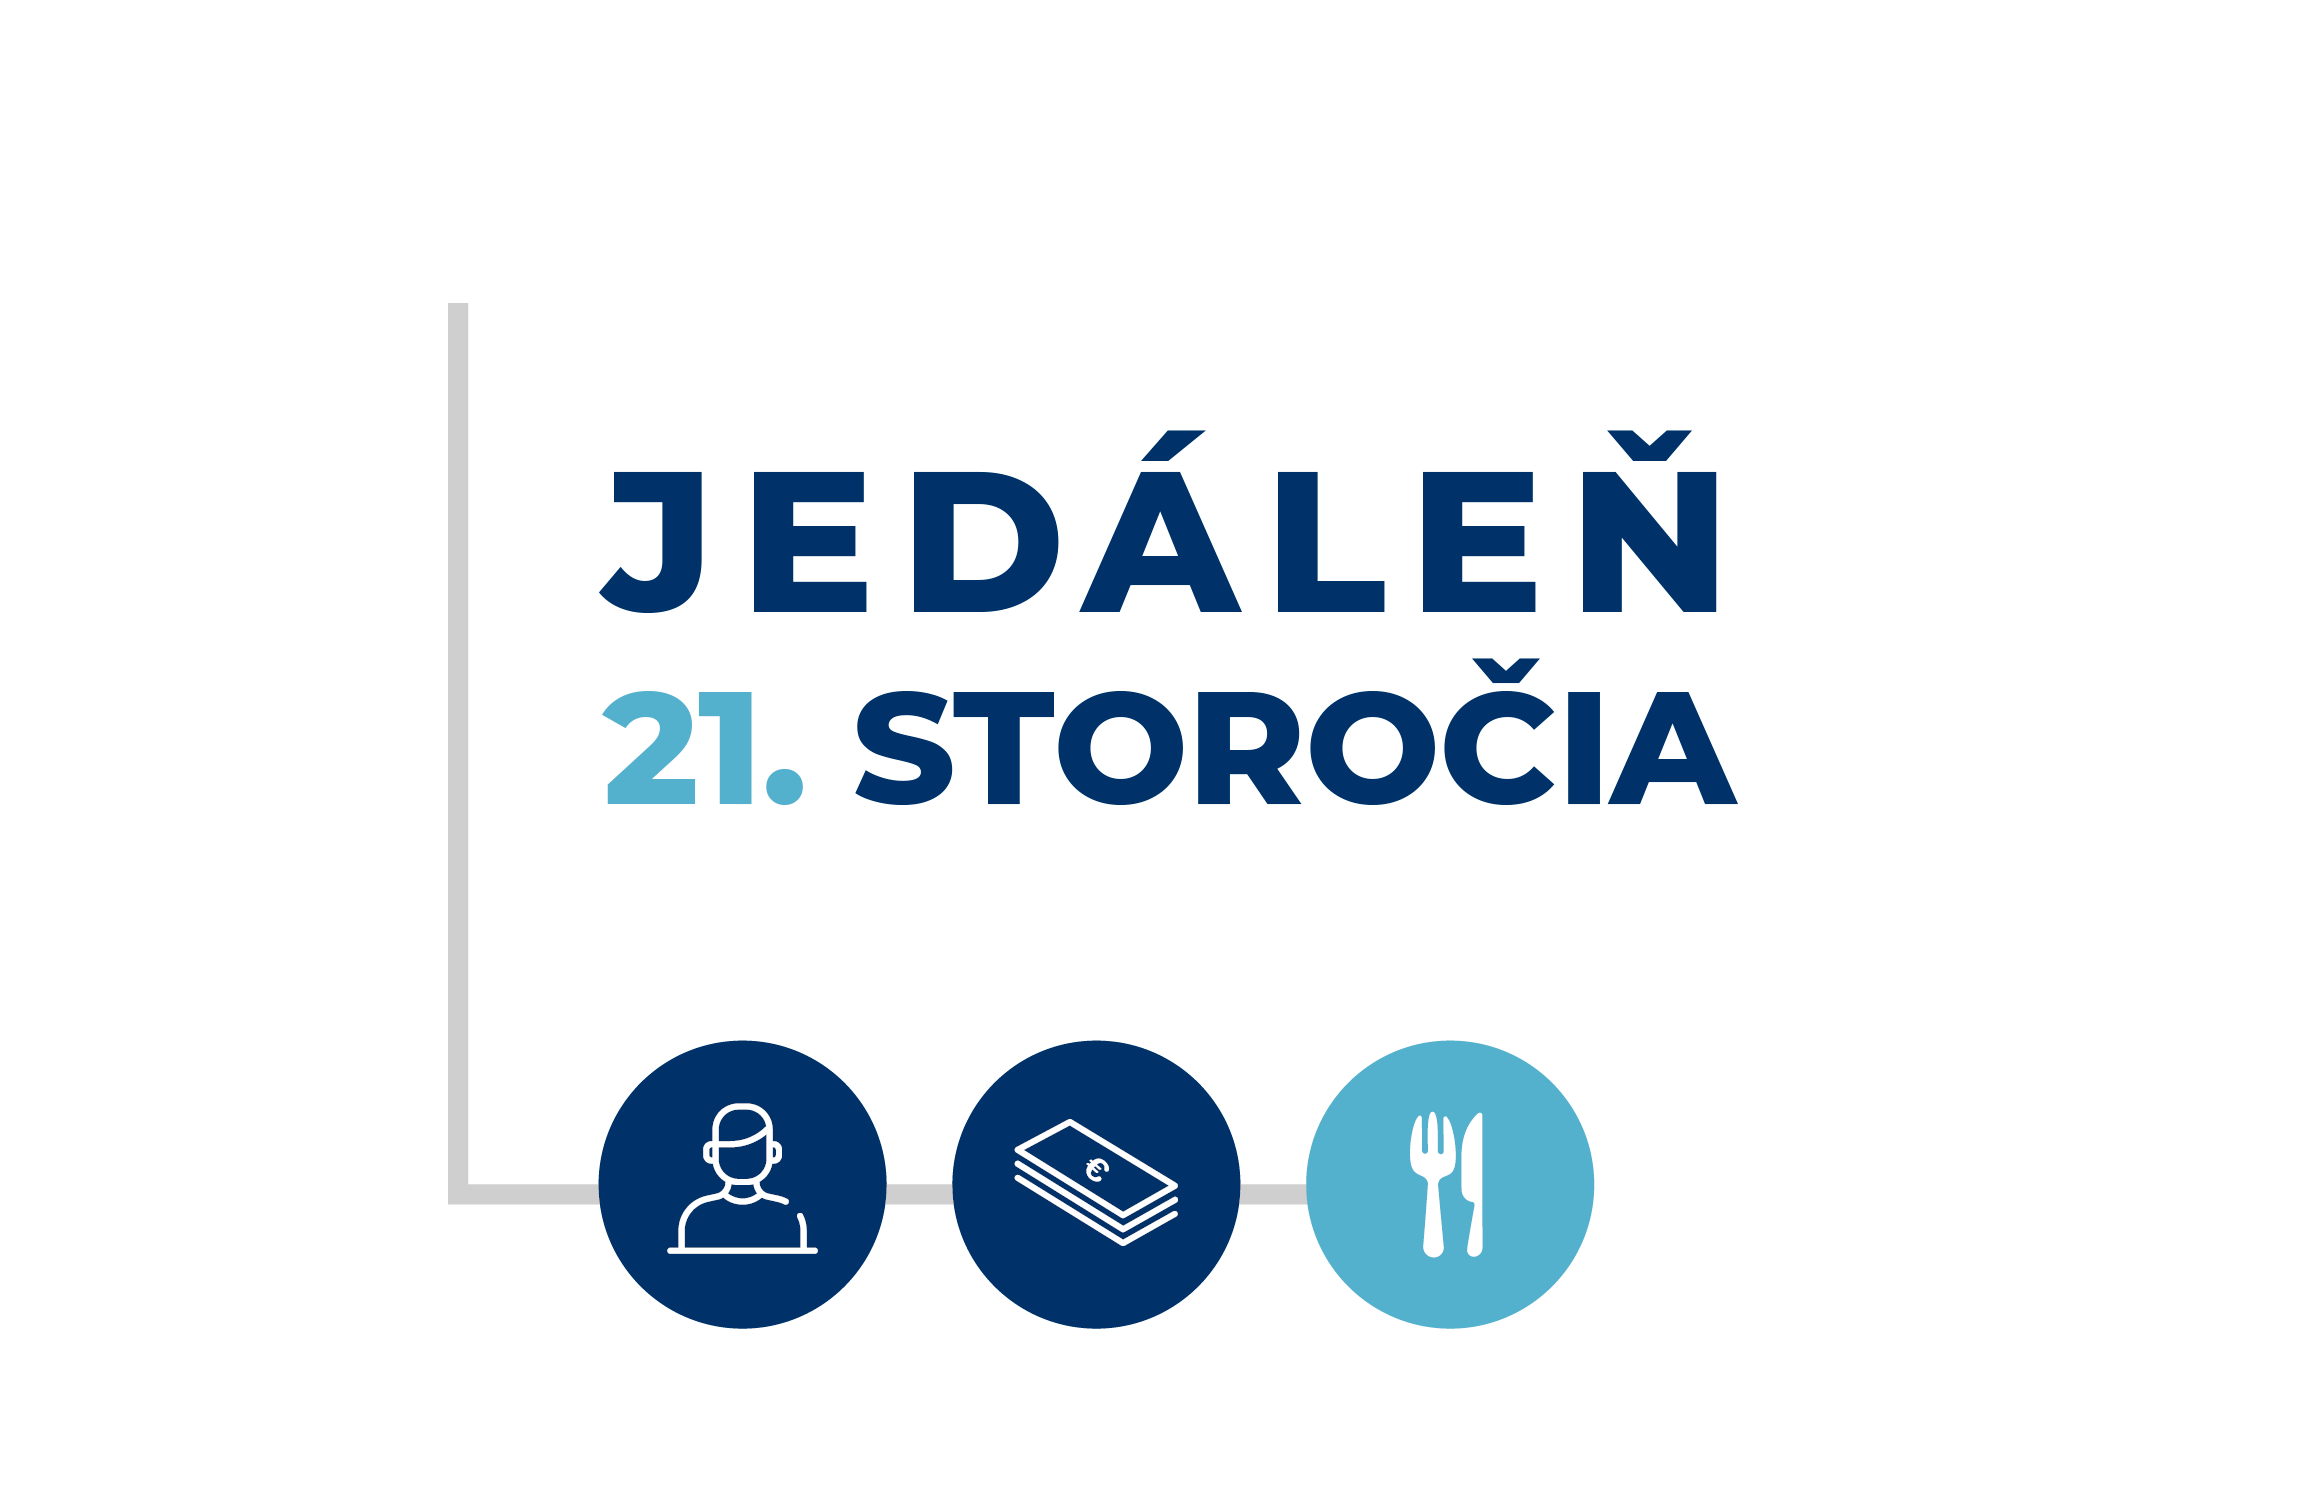 JEDÁLEŇ
21. STOROČIA
€